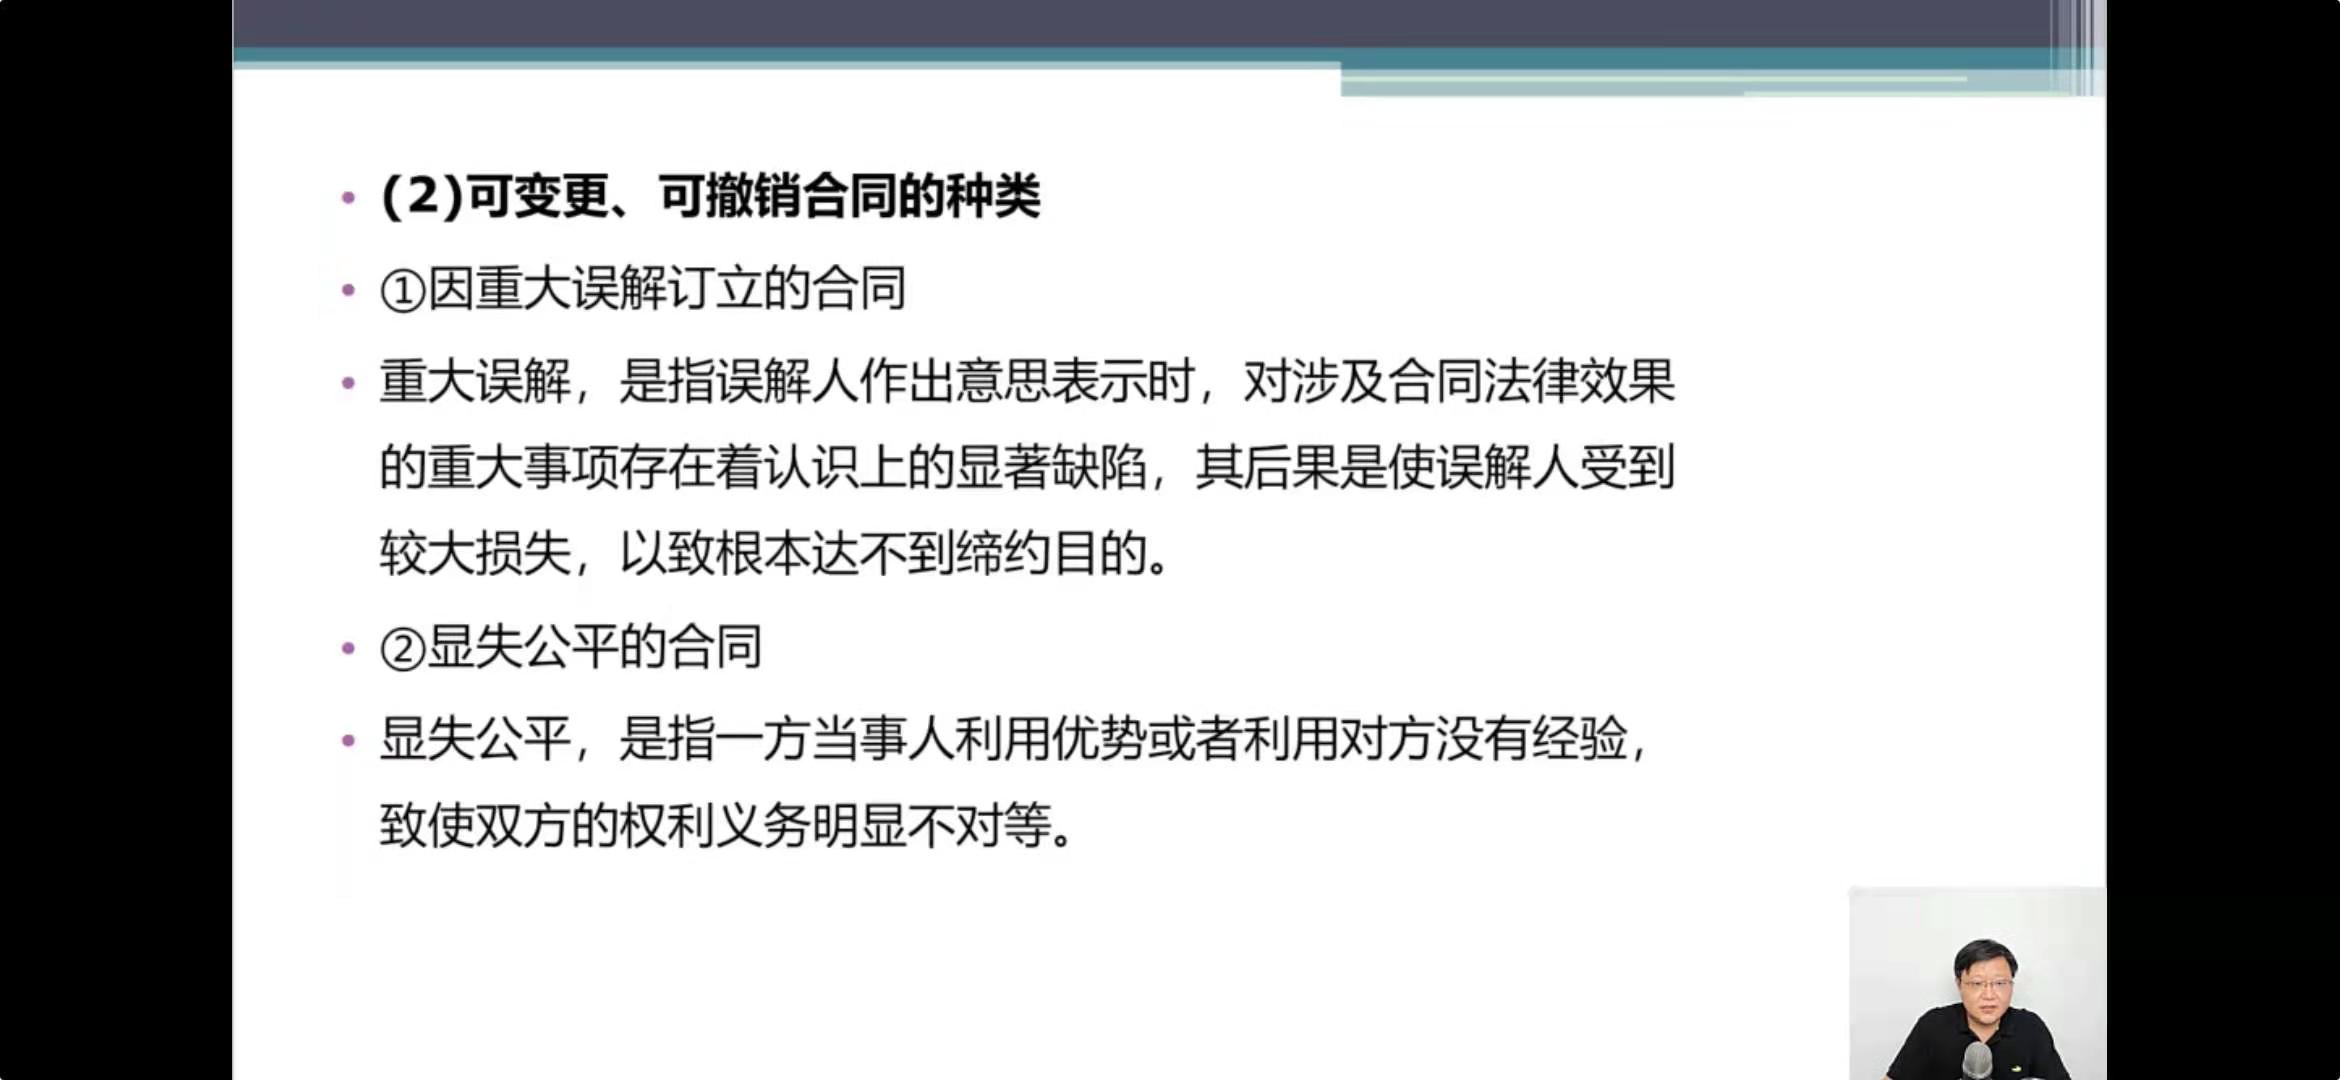 (2)可变更、可撤销合同的种类
①因重大误解订立的合同
重大误解，是指误解人作出意思表示时，对涉及合同法律效果
的重大事项存在着认识上的显著缺陷，其后果是使误解人受到
较大损失，以致根本达不到缔约目的。
②显失公平的合同
显失公平，是指一方当事人利用优势或者利用对方没有经验，
致使双方的权利义务明显不对等。